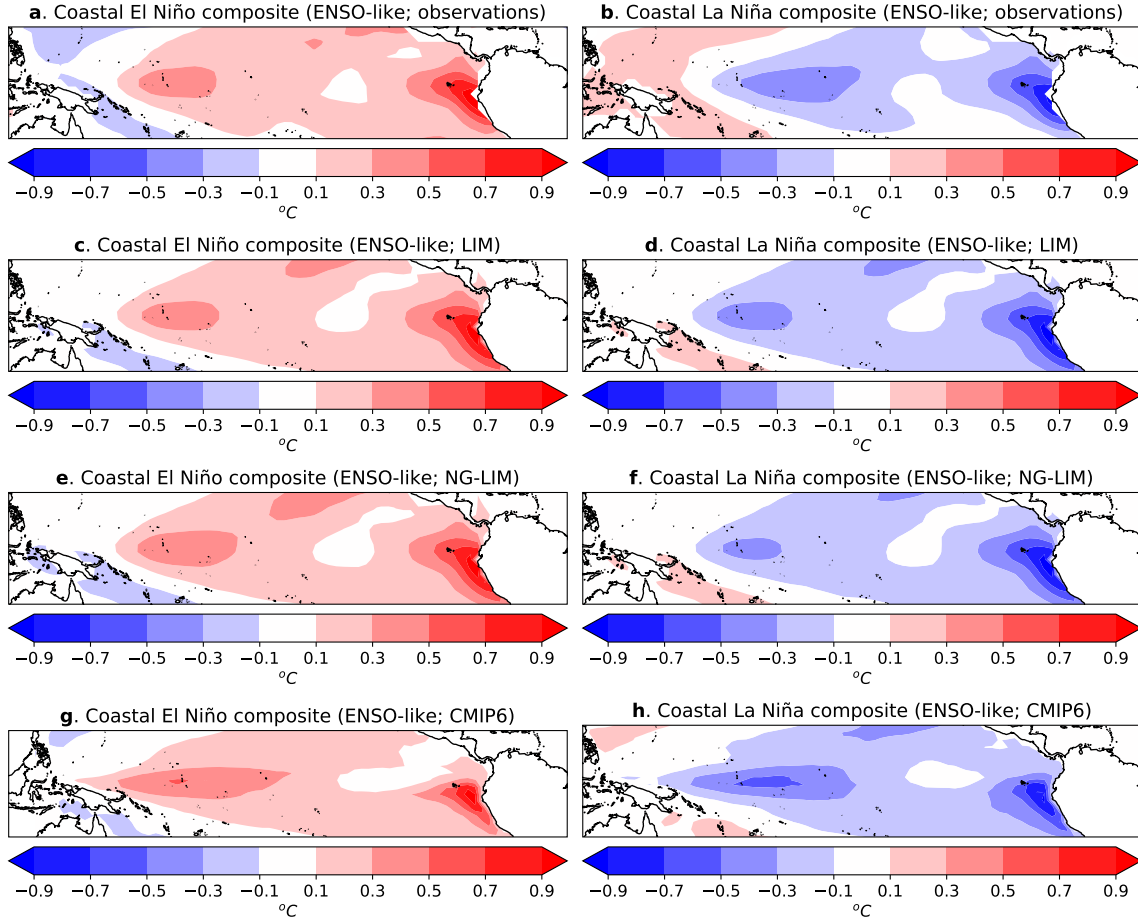 a. Coastal El Niño composite (ENSO-like; observations)
b. Coastal La Niña composite (ENSO-like; observations)
−0.9 −0.7 −0.5 −0.3 −0.1 0.1 0.3 0.5 0.7 0.9
°C
−0.9 −0.7 −0.5 −0.3 −0.1 0.1 0.3 0.5 0.7 0.9
°C
c. Coastal El Niño composite (ENSO-like; LIM)
d. Coastal La Niña composite (ENSO-like; LIM)
−0.9 −0.7 −0.5 −0.3 −0.1 0.1 0.3 0.5 0.7 0.9
°C
−0.9 −0.7 −0.5 −0.3 −0.1 0.1 0.3 0.5 0.7 0.9
°C
e. Coastal El Niño composite (ENSO-like; NG-LIM)
f. Coastal La Niña composite (ENSO-like; NG-LIM)
−0.9 −0.7 −0.5 −0.3 −0.1 0.1 0.3 0.5 0.7 0.9
°C
−0.9 −0.7 −0.5 −0.3 −0.1 0.1 0.3 0.5 0.7 0.9
°C
g. Coastal El Niño composite (ENSO-like; CMIP6)
h. Coastal La Niña composite (ENSO-like; CMIP6)
−0.9 −0.7 −0.5 −0.3 −0.1 0.1 0.3 0.5 0.7 0.9
°C
−0.9 −0.7 −0.5 −0.3 −0.1 0.1 0.3 0.5 0.7 0.9
°C